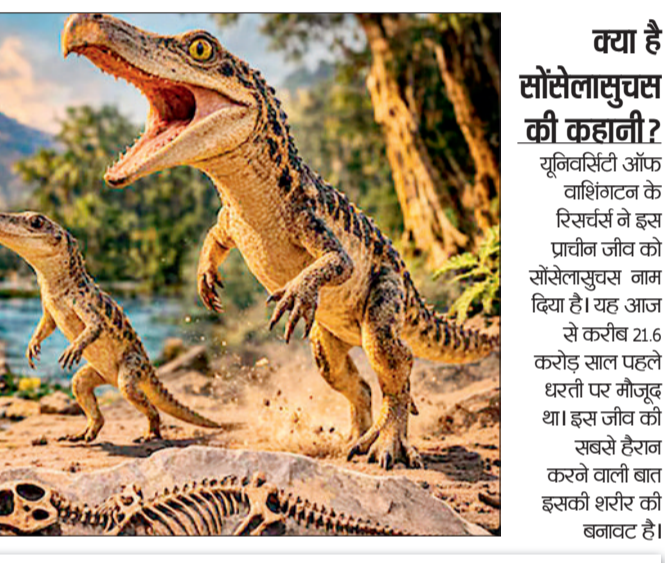 क्या है
सोंसेलासुचस
की कहानी?
यूनिवर्सिटी ऑफ
वाशिंगटन के
रिसर्चर्स ने इस
प्राचीन जीव को
सोंसेलासुचस नाम
दिया है। यह आज
से करीब 21.6
करोड़ साल पहले
धरती पर मौजूद
था। इस जीव की
सबसे हैरान
करने वाली बात
इसकी शरीर की
बनावट है।